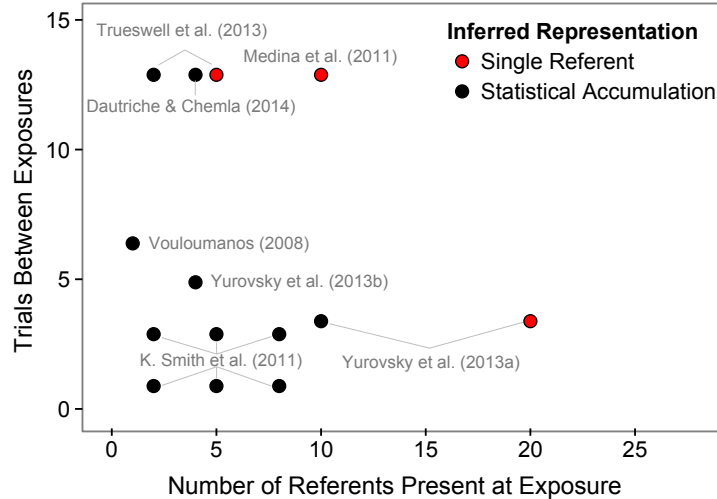 Trueswell et al. (2013)
Medina et al. (2011)
Inferred Representation
Single Referent
Statistical Accumulation
Dautriche & Chemla (2014)
Vouloumanos (2008)
Yurovsky et al. (2013b)
K. Smith et al. (2011)
Yurovsky et al. (2013a)
15
10
5
0
Trials Between Exposures
0 5 10 15 20 25
Number of Referents Present at Exposure